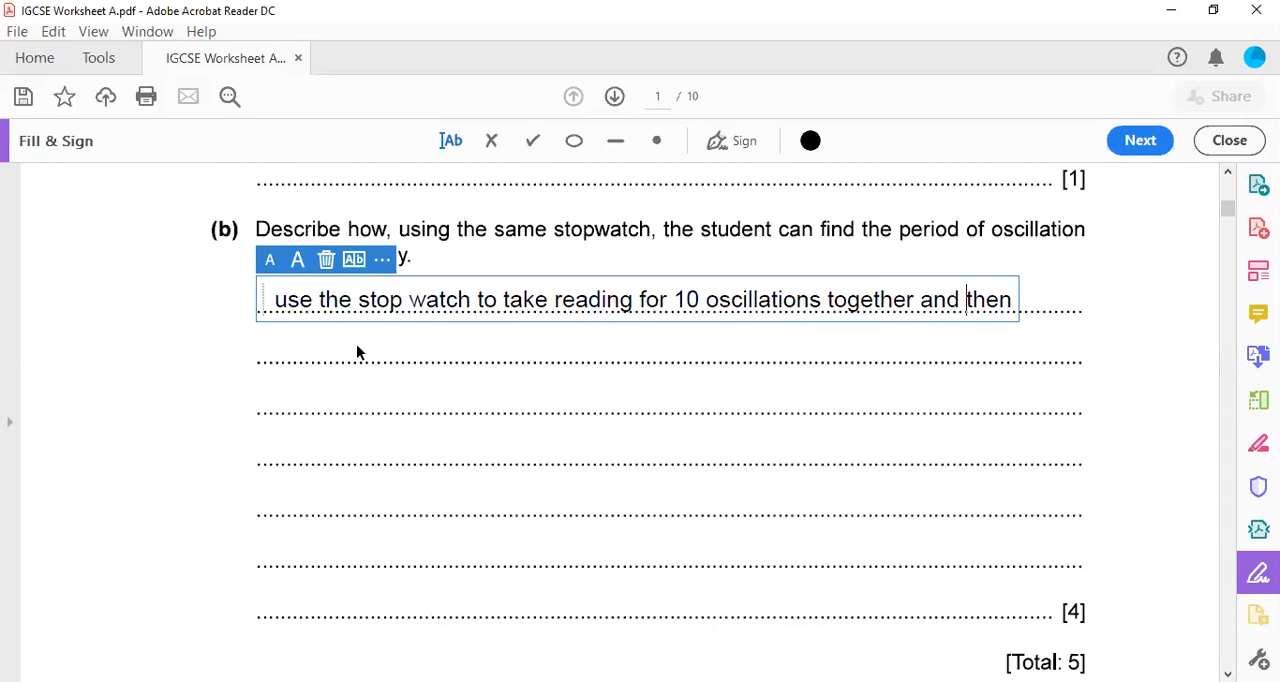 IGCSE Worksheet A.pdf - Adobe Acrobat Reader DC
File Edit View Window Help
Home Tools IGCSE Worksheet A... ×
1 / 10
Share
Fill & Sign
Ab Sign Next Close
.................... [1]
(b) Describe how, using the same stopwatch, the student can find the period of oscillation
A A Ab ... y.
use the stop watch to take reading for 10 oscillations together and then
.................... [4]
[Total: 5]